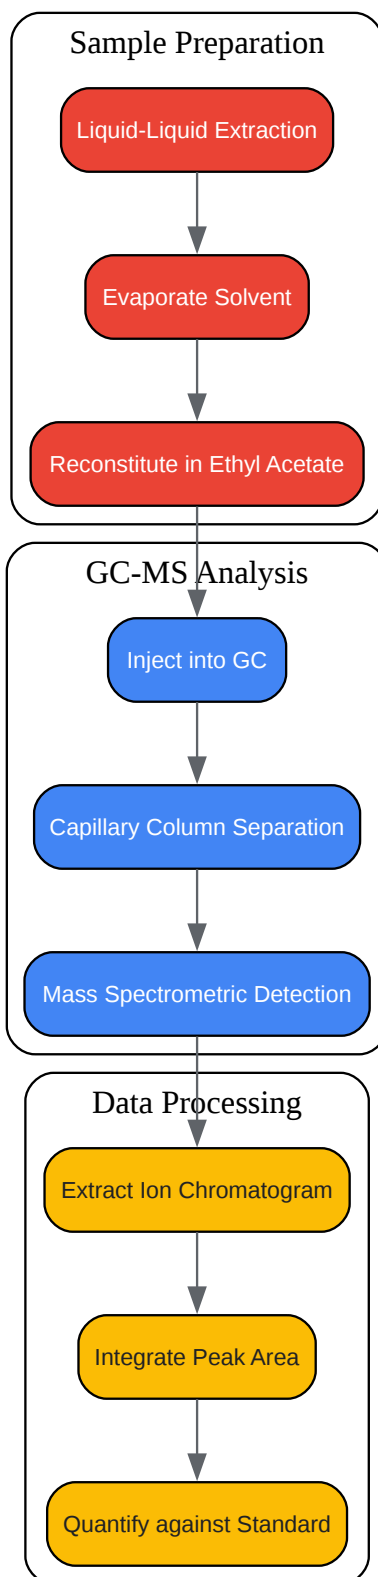 Sample Preparation
Liquid-Liquid Extraction
Evaporate Solvent
Reconstitute in Ethyl Acetate
GC-MS Analysis
Inject into GC
Capillary Column Separation
Mass Spectrometric Detection
Data Processing
Extract Ion Chromatogram
Integrate Peak Area
Quantify against Standard